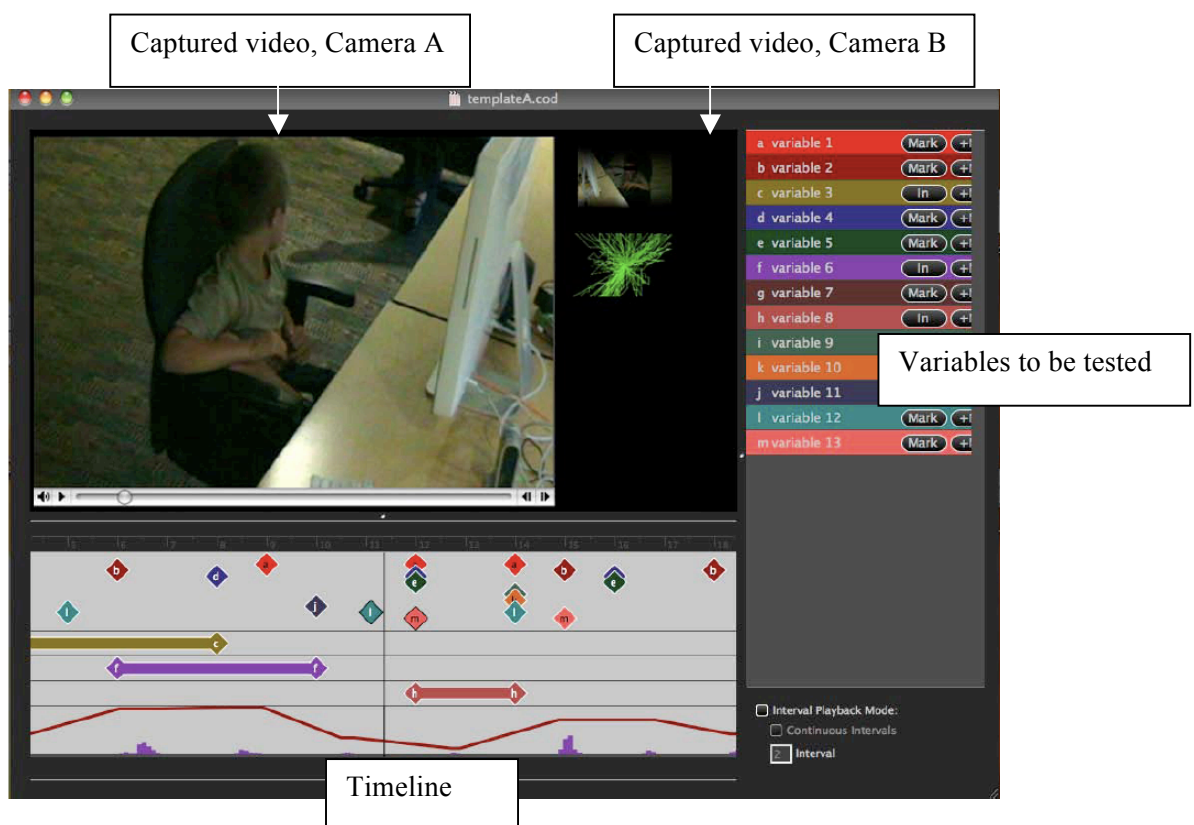 Captured video, Camera A
Captured video, Camera B
templateA.cod
a variable 1 Mark
b variable 2 Mark
c variable 3 In
d variable 4 Mark
e variable 5 Mark
f variable 6 In
g variable 7 Mark
h variable 8 In
i variable 9
Variables to be tested
k variable 10
j variable 11
l variable 12 Mark
m variable 13 Mark
5 6 7 8 9 10 11 12 13 14 15 16 17 18
b d a e a b e b
l j l m l m
c
f f
h h
Interval Playback Mode:
Continuous Intervals
2 Interval
Timeline